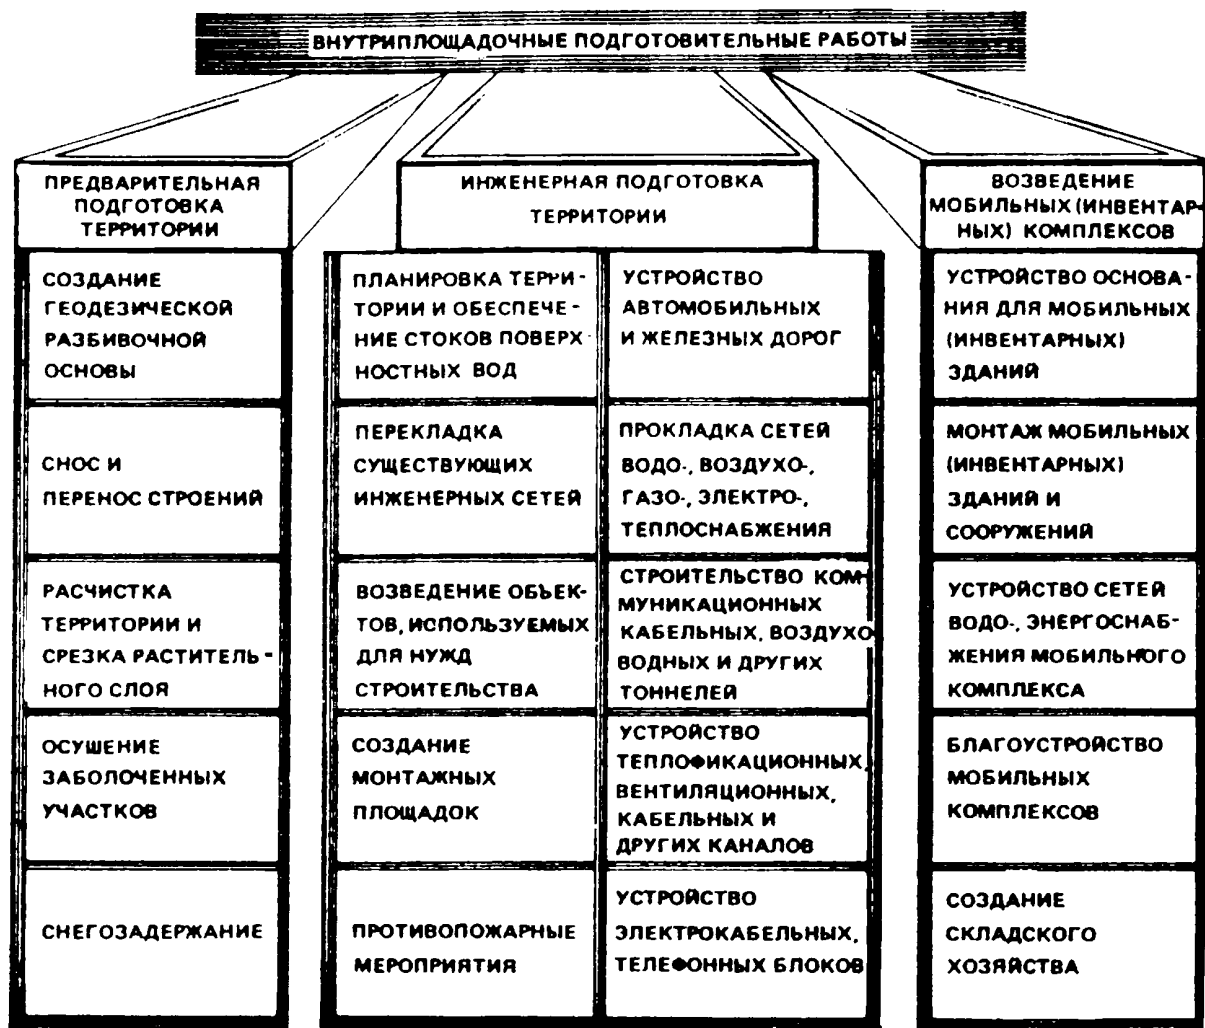 ВНУТРИПЛОЩАДОЧНЫЕ ПОДГОТОВИТЕЛЬНЫЕ РАБОТЫ
ПРЕДВАРИТЕЛЬНАЯ
ПОДГОТОВКА
ТЕРРИТОРИИ
СОЗДАНИЕ
ГЕОДЕЗИЧЕСКОЙ
РАЗБИВОЧНОЙ
ОСНОВЫ
СНОС И
ПЕРЕНОС СТРОЕНИЙ
РАСЧИСТКА
ТЕРРИТОРИИ И
СРЕЗКА РАСТИТЕЛЬ-
НОГО СЛОЯ
ОСУШЕНИЕ
ЗАБОЛОЧЕННЫХ
УЧАСТКОВ
СНЕГОЗАДЕРЖАНИЕ
ИНЖЕНЕРНАЯ ПОДГОТОВКА
ТЕРРИТОРИИ
ПЛАНИРОВКА ТЕРРИ-
ТОРИИ И ОБЕСПЕЧЕ-
НИЕ СТОКОВ ПОВЕРХ-
НОСТНЫХ ВОД
ПЕРЕКЛАДКА
СУЩЕСТВУЮЩИХ
ИНЖЕНЕРНЫХ СЕТЕЙ
ВОЗВЕДЕНИЕ ОБЪЕК-
ТОВ, ИСПОЛЬЗУЕМЫХ
ДЛЯ НУЖД
СТРОИТЕЛЬСТВА
СОЗДАНИЕ
МОНТАЖНЫХ
ПЛОЩАДОК
ПРОТИВОПОЖАРНЫЕ
МЕРОПРИЯТИЯ
УСТРОЙСТВО
АВТОМОБИЛЬНЫХ
И ЖЕЛЕЗНЫХ ДОРОГ
ПРОКЛАДКА СЕТЕЙ
ВОДО-, ВОЗДУХО-,
ГАЗО-, ЭЛЕКТРО-,
ТЕПЛОСНАБЖЕНИЯ
СТРОИТЕЛЬСТВО КОМ-
МУНИКАЦИОННЫХ
КАБЕЛЬНЫХ, ВОЗДУХО
ВОДНЫХ И ДРУГИХ
ТОННЕЛЕЙ
УСТРОЙСТВО
ТЕПЛОФИКАЦИОННЫХ,
ВЕНТИЛЯЦИОННЫХ,
КАБЕЛЬНЫХ И
ДРУГИХ КАНАЛОВ
УСТРОЙСТВО
ЭЛЕКТРОКАБЕЛЬНЫХ,
ТЕЛЕФОННЫХ БЛОКОВ
ВОЗВЕДЕНИЕ
МОБИЛЬНЫХ (ИНВЕНТАР-
НЫХ) КОМПЛЕКСОВ
УСТРОЙСТВО ОСНОВА-
НИЯ ДЛЯ МОБИЛЬНЫХ
(ИНВЕНТАРНЫХ)
ЗДАНИЙ
МОНТАЖ МОБИЛЬНЫХ
(ИНВЕНТАРНЫХ)
ЗДАНИЙ И
СООРУЖЕНИЙ
УСТРОЙСТВО СЕТЕЙ
ВОДО-, ЭНЕРГОСНАБ-
ЖЕНИЯ МОБИЛЬНОГО
КОМПЛЕКСА
БЛАГОУСТРОЙСТВО
МОБИЛЬНЫХ
КОМПЛЕКСОВ
СОЗДАНИЕ
СКЛАДСКОГО
ХОЗЯЙСТВА